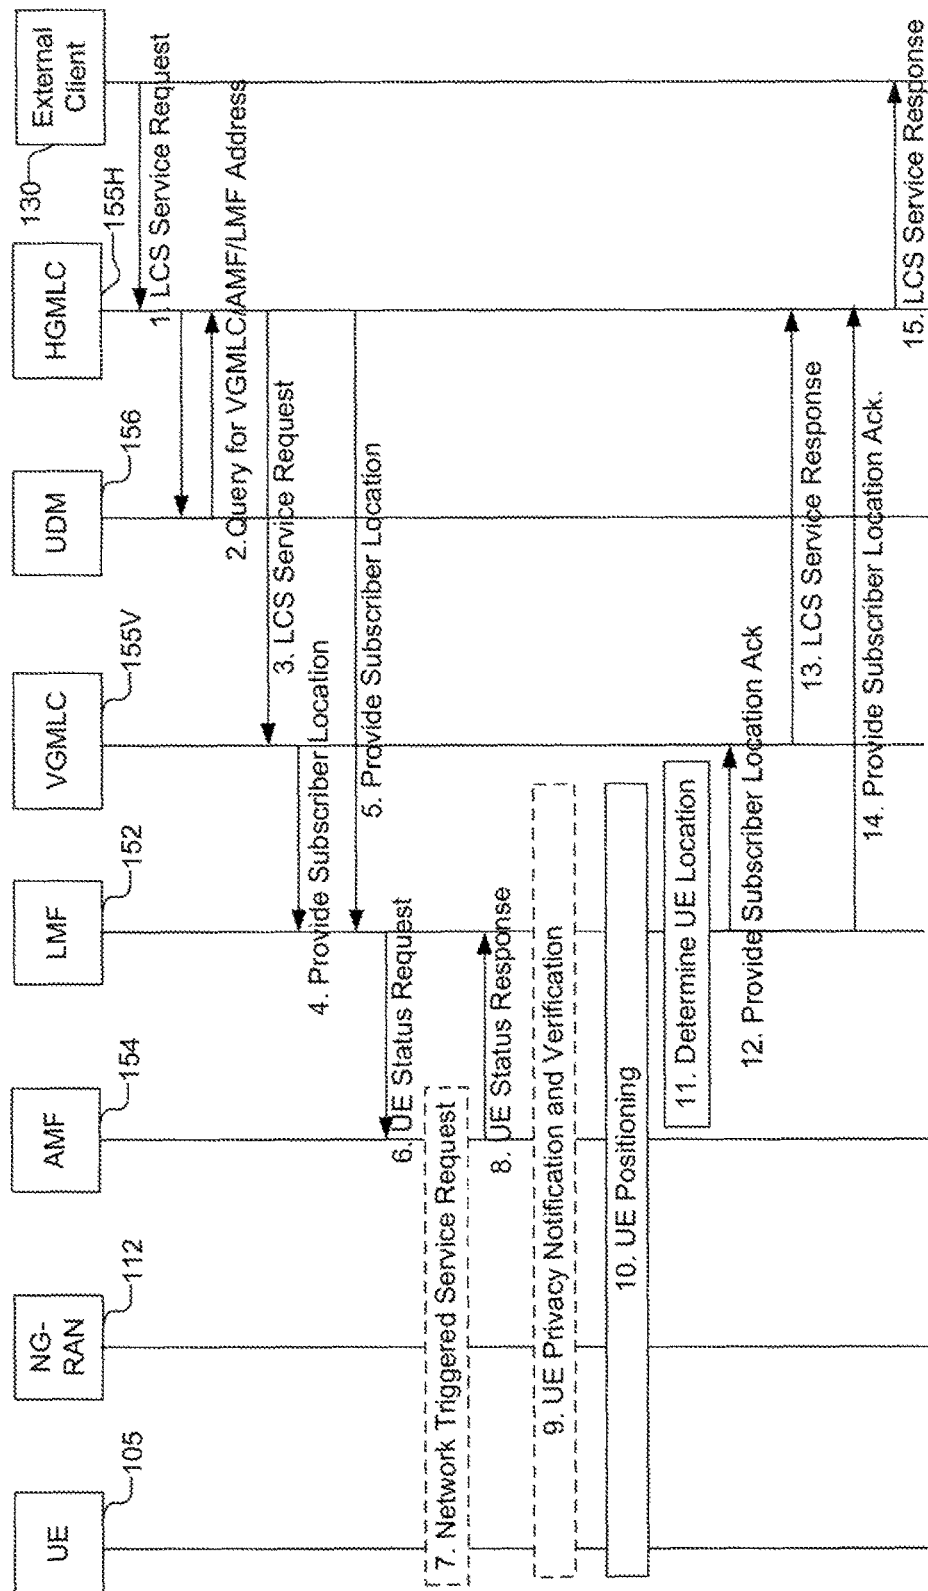 UE
105
NG-
RAN
112
AMF
154
LMF
152
VGMLC
155V
UDM
156
HGMLC
155H
External
Client
130
1. LCS Service Request
2.Query for VGMLC/AMF/LMF Address
3. LCS Service Request
4. Provide Subscriber Location
5. Provide Subscriber Location
6. UE Status Request
7. Network Triggered Service Request
8. UE Status Response
9. UE Privacy Notification and Verification
10. UE Positioning
11. Determine UE Location
12. Provide Subscriber Location Ack
13. LCS Service Response
14. Provide Subscriber Location Ack.
15. LCS Service Response